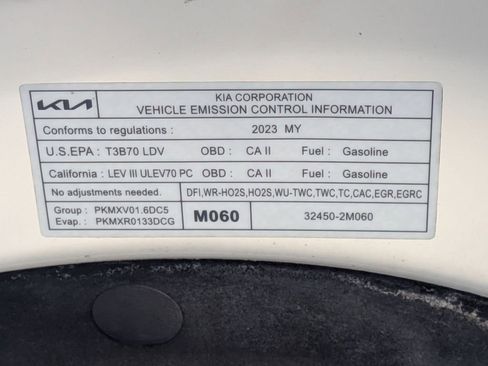 KIA
KIA CORPORATION
VEHICLE EMISSION CONTROL INFORMATION
Conforms to regulations : 2023 MY
U.S.EPA : T3B70 LDV OBD : CA II Fuel : Gasoline
California : LEV III ULEV70 PC OBD : CA II Fuel : Gasoline
No adjustments needed. DFI,WR-HO2S,HO2S,WU-TWC,TWC,TC,CAC,EGR,EGRC
Group : PKMXV01.6DC5
Evap. : PKMXR0133DCG
M060
32450-2M060